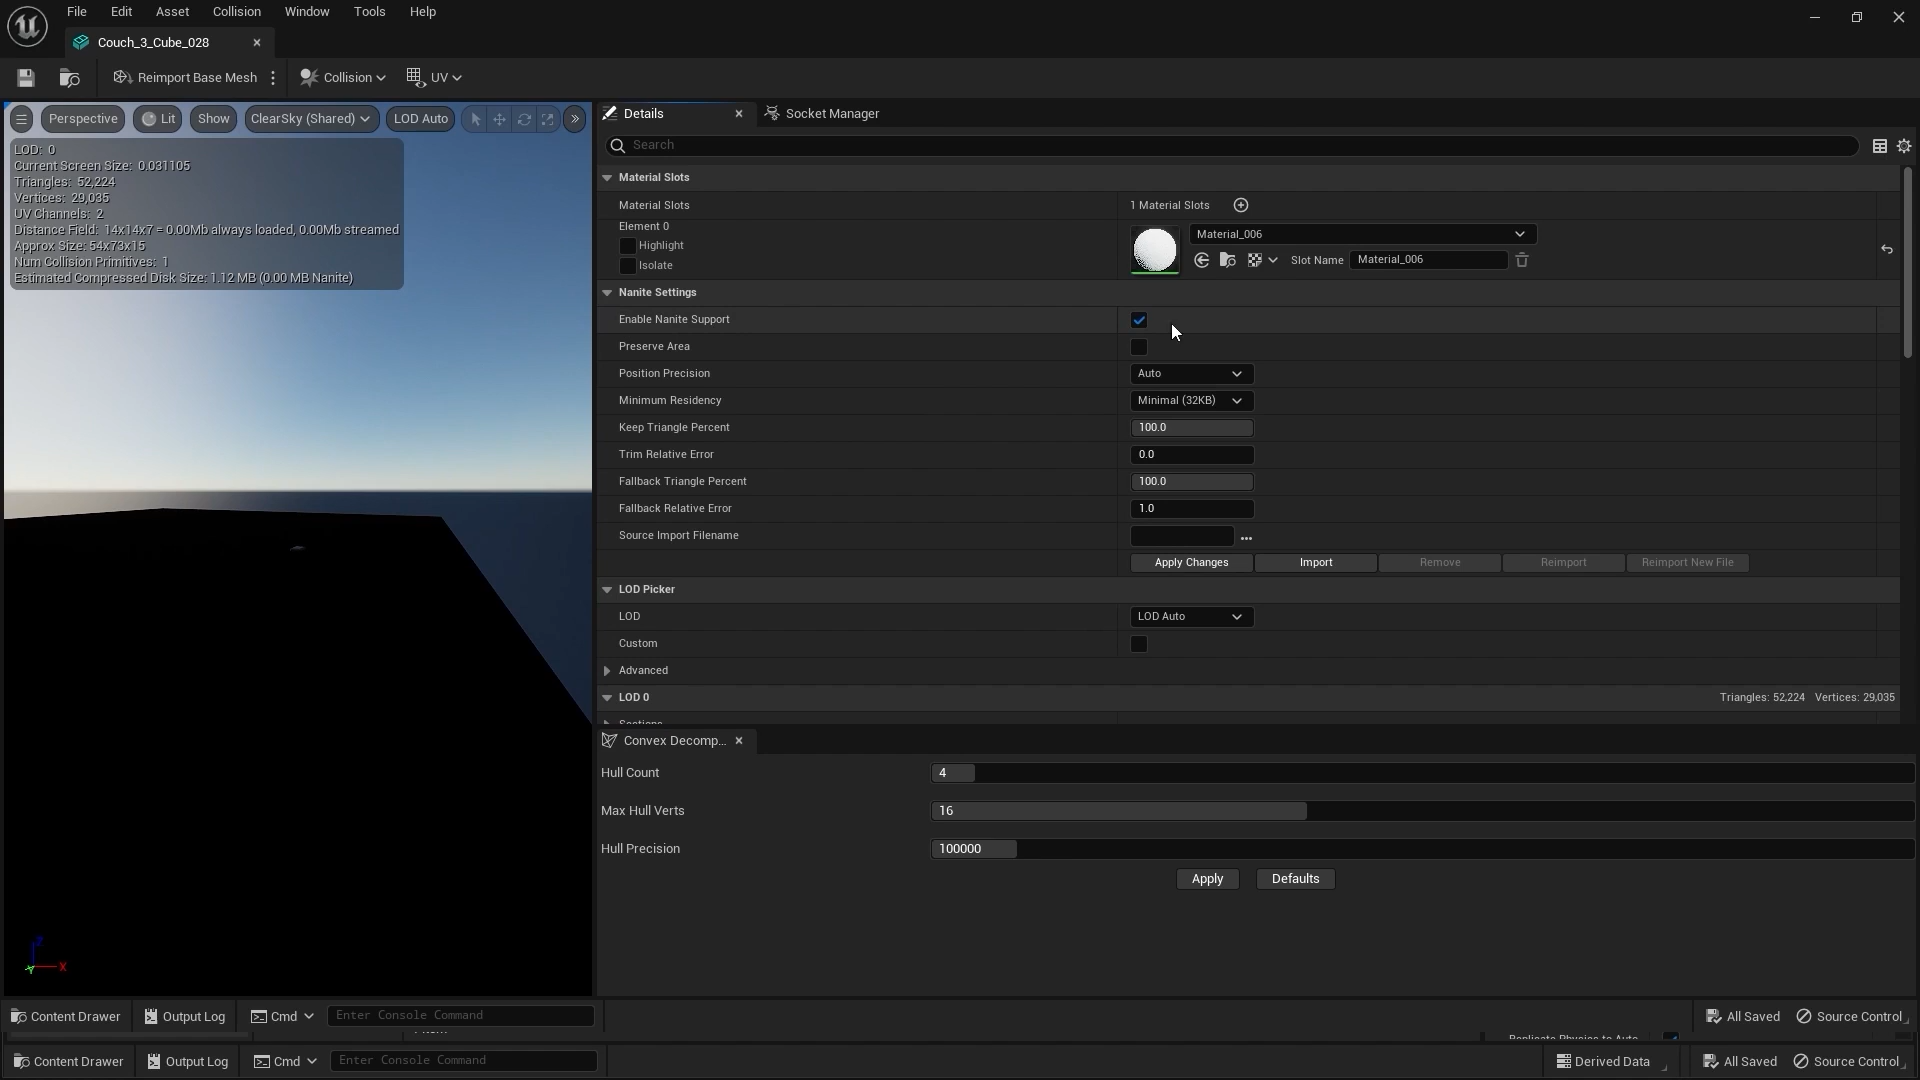 File Edit Asset Collision Window Tools Help
Couch_3_Cube_028
Reimport Base Mesh Collision UV
Perspective Lit Show ClearSky (Shared) LOD Auto
LOD: 0
Current Screen Size: 0.031105
Triangles: 52,224
Vertices: 29,035
UV Channels: 2
Distance Field: 14x14x7 = 0.00Mb always loaded, 0.00Mb streamed
Approx Size: 54x73x15
Num Collision Primitives: 1
Estimated Compressed Disk Size: 1.12 MB (0.00 MB Nanite)
Z
X
Y
Details Socket Manager
Search
Material Slots
Material Slots 1 Material Slots
Element 0
Highlight
Isolate
Material_006
Slot Name Material_006
Nanite Settings
Enable Nanite Support
Preserve Area
Position Precision Auto
Minimum Residency Minimal (32KB)
Keep Triangle Percent 100.0
Trim Relative Error 0.0
Fallback Triangle Percent 100.0
Fallback Relative Error 1.0
Source Import Filename ...
Apply Changes Import Remove Reimport Reimport New File
LOD Picker
LOD LOD Auto
Custom
Advanced
LOD 0 Triangles: 52,224 Vertices: 29,035
Sections
Convex Decomp...
Hull Count 4
Max Hull Verts 16
Hull Precision 100000
Apply Defaults
Content Drawer Output Log Cmd Enter Console Command All Saved Source Control
Replicate Physics to Auto
Content Drawer Output Log Cmd Enter Console Command Derived Data All Saved Source Control